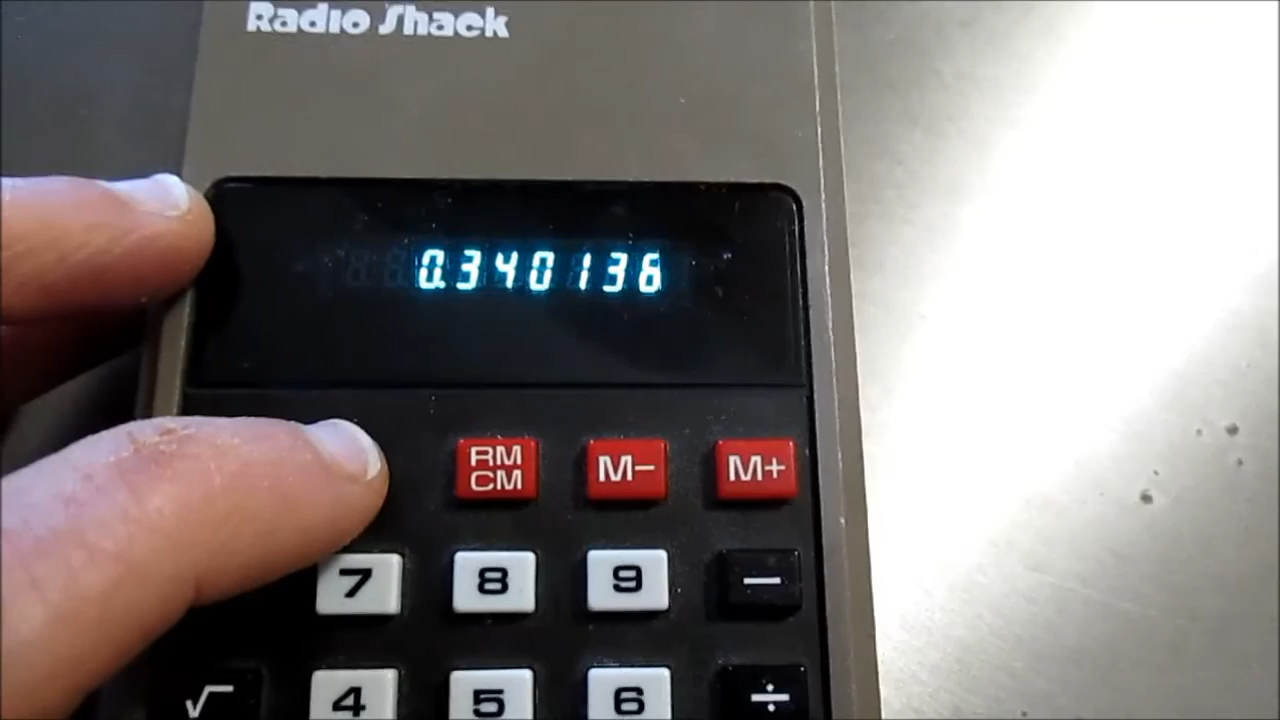 Radio Shack
0.340136
RM M− M+
CM
7 8 9 −
√ 4 5 6 ÷